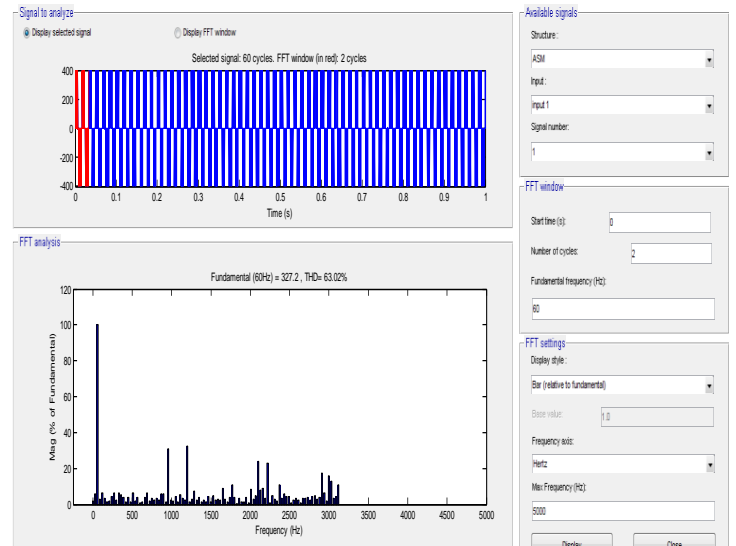 Signal to analyze
Display selected signal
Display FFT window
Selected signal: 60 cycles. FFT window (in red): 2 cycles
400
200
0
-200
-400
0 0.1 0.2 0.3 0.4 0.5 0.6 0.7 0.8 0.9 1
Time (s)
FFT analysis
Fundamental (60Hz) = 327.2 , THD= 63.02%
120
100
80
60
40
20
0
Mag (% of Fundamental)
0 500 1000 1500 2000 2500 3000 3500 4000 4500 5000
Frequency (Hz)
Available signals
Structure :
ASM
Input :
input 1
Signal number:
1
FFT window
Start time (s):
0
Number of cycles:
2
Fundamental frequency (Hz):
60
FFT settings
Display style :
Bar (relative to fundamental)
Base value:
1.0
Frequency axis:
Hertz
Max Frequency (Hz):
5000
Display
Close